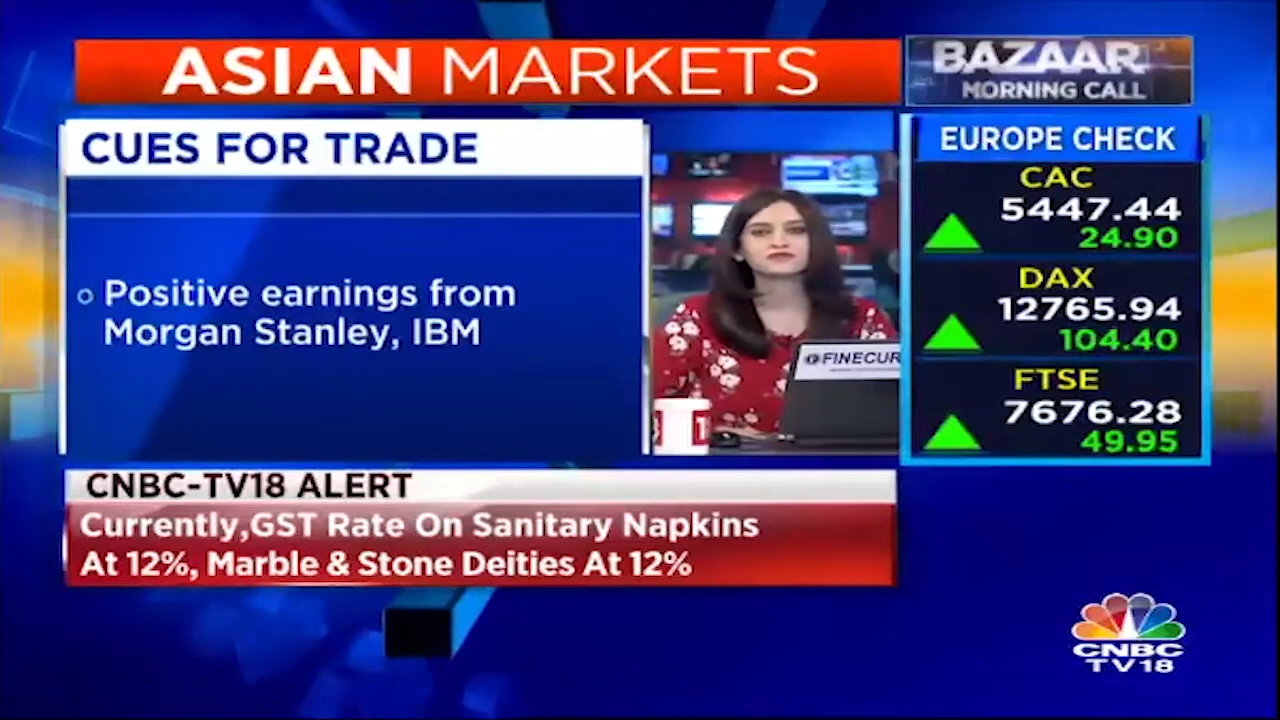 ASIAN MARKETS
BAZAAR
MORNING CALL
CUES FOR TRADE
Positive earnings from
Morgan Stanley, IBM
FINECUR
EUROPE CHECK
CAC
5447.44
24.90
DAX
12765.94
104.40
FTSE
7676.28
49.95
CNBC-TV18 ALERT
Currently,GST Rate On Sanitary Napkins
At 12%, Marble & Stone Deities At 12%
CNBC
TV18